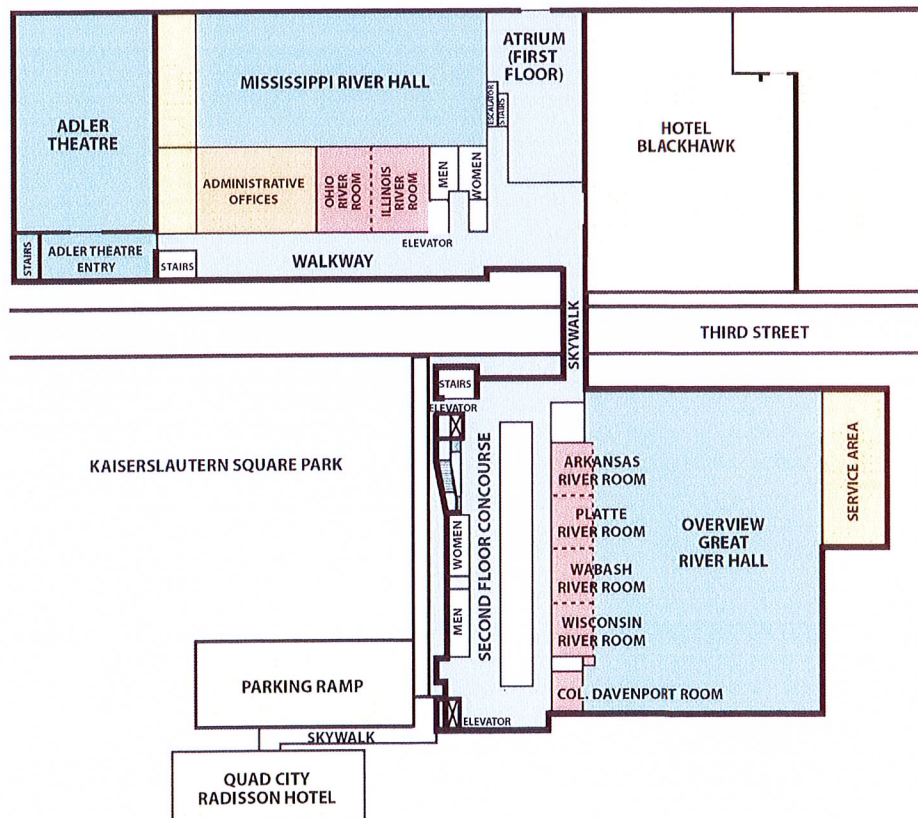 ATRIUM
(FIRST
FLOOR)
MISSISSIPPI RIVER HALL
ESCALATOR
STAIRS
ADLER
THEATRE
HOTEL
BLACKHAWK
ADMINISTRATIVE
OFFICES
OHIO
RIVER
ROOM
ILLINOIS
RIVER
ROOM
MEN
WOMEN
ELEVATOR
STAIRS
ADLER THEATRE
ENTRY
STAIRS
WALKWAY
SKYWALK
THIRD STREET
STAIRS
ELEVATOR
KAISERSLAUTERN SQUARE PARK
SECOND FLOOR CONCOURSE
WOMEN
MEN
ARKANSAS
RIVER ROOM
PLATTE
RIVER ROOM
WABASH
RIVER ROOM
WISCONSIN
RIVER ROOM
COL. DAVENPORT ROOM
OVERVIEW
GREAT
RIVER HALL
SERVICE AREA
PARKING RAMP
ELEVATOR
SKYWALK
QUAD CITY
RADISSON HOTEL